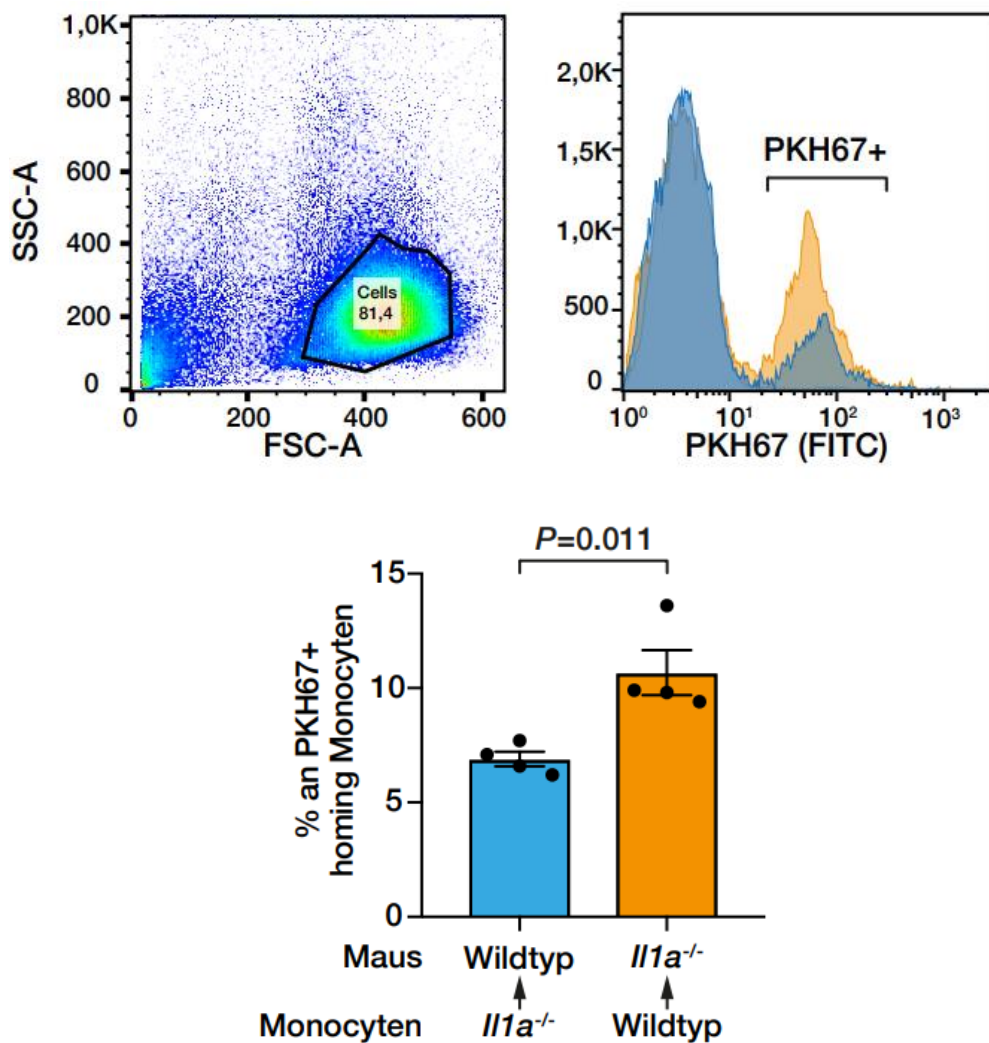 1,0K
800
600
400
200
0
SSC-A
Cells
81,4
0 200 400 600
FSC-A
2,0K
1,5K
1,0K
500
0
PKH67+
10⁰ 10¹ 10² 10³
PKH67 (FITC)
P=0.011
15
10
5
0
% an PKH67+
homing Monocyten
Maus Wildtyp Il1a-/-
Monocyten Il1a-/- Wildtyp